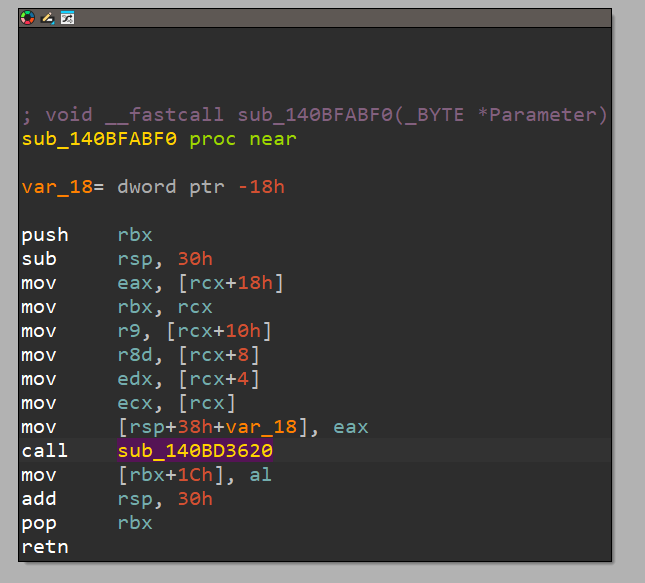 ; void __fastcall sub_140BFABF0(_BYTE *Parameter)
sub_140BFABF0 proc near
var_18= dword ptr -18h
push    rbx
sub     rsp, 30h
mov     eax, [rcx+18h]
mov     rbx, rcx
mov     r9, [rcx+10h]
mov     r8d, [rcx+8]
mov     edx, [rcx+4]
mov     ecx, [rcx]
mov     [rsp+38h+var_18], eax
call    sub_140BD3620
mov     [rbx+1Ch], al
add     rsp, 30h
pop     rbx
retn